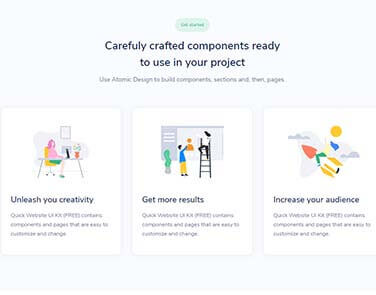 Get started
Carefuly crafted components ready
to use in your project
Use Atomic Design to build components, sections and, then, pages.
Unleash you creativity
Quick Website UI Kit (FREE) contains
components and pages that are easy to
customize and change.
Get more results
Quick Website UI Kit (FREE) contains
components and pages that are easy to
customize and change.
Increase your audience
Quick Website UI Kit (FREE) contains
components and pages that are easy to
customize and change.